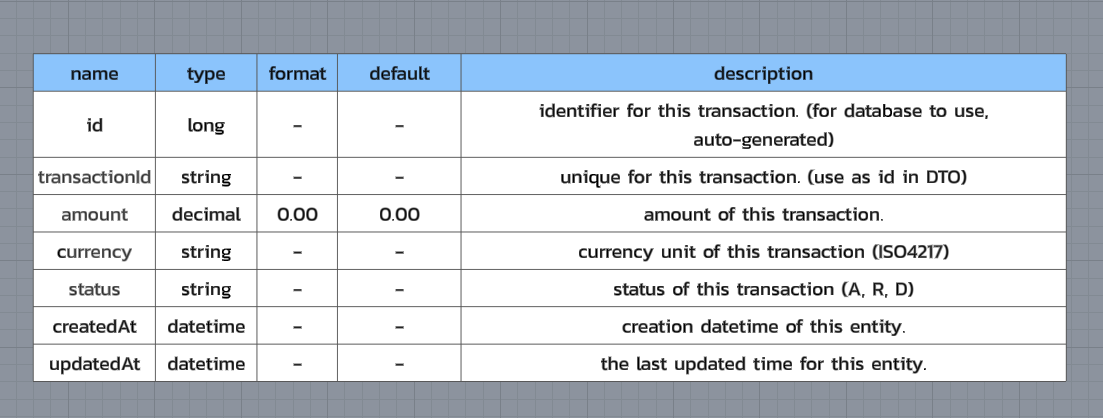 name type format default description
id long - - identifier for this transaction. (for database to use,
auto-generated)
transactionId string - - unique for this transaction. (use as id in DTO)
amount decimal 0.00 0.00 amount of this transaction.
currency string - - currency unit of this transaction (ISO4217)
status string - - status of this transaction (A, R, D)
createdAt datetime - - creation datetime of this entity.
updatedAt datetime - - the last updated time for this entity.